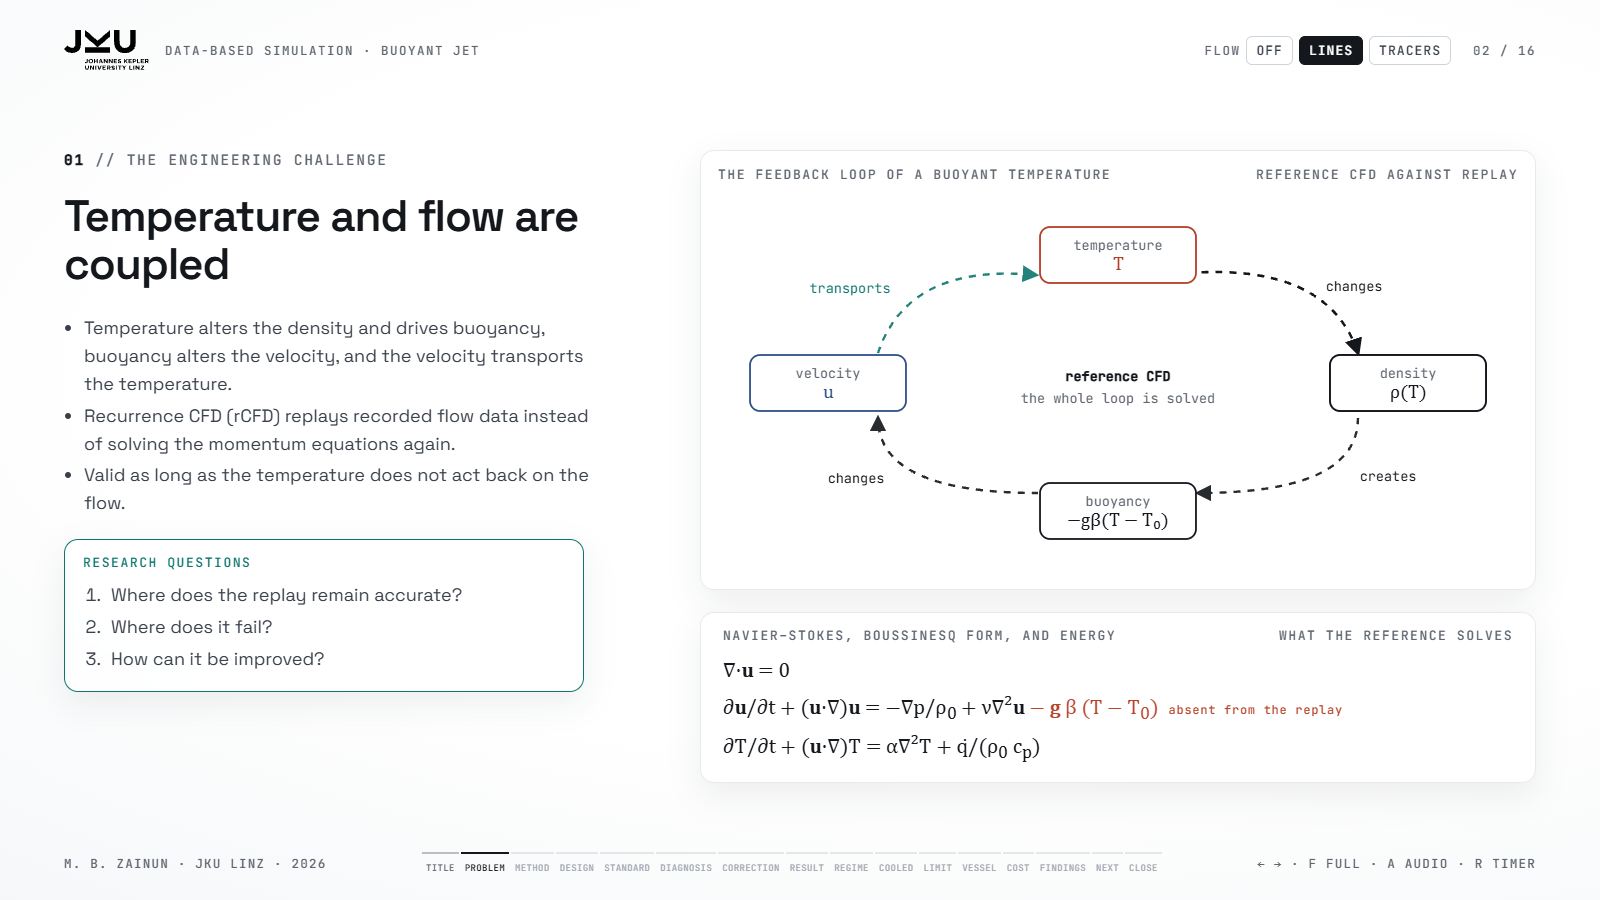 JKU
JOHANNES KEPLER
UNIVERSITY LINZ
DATA-BASED SIMULATION · BUOYANT JET
FLOW OFF LINES TRACERS 02 / 16
01 // THE ENGINEERING CHALLENGE
Temperature and flow are
coupled
• Temperature alters the density and drives buoyancy,
buoyancy alters the velocity, and the velocity transports
the temperature.
• Recurrence CFD (rCFD) replays recorded flow data instead
of solving the momentum equations again.
• Valid as long as the temperature does not act back on the
flow.
RESEARCH QUESTIONS
1. Where does the replay remain accurate?
2. Where does it fail?
3. How can it be improved?
THE FEEDBACK LOOP OF A BUOYANT TEMPERATURE REFERENCE CFD AGAINST REPLAY
temperature
T
transports
changes
velocity
u
reference CFD
the whole loop is solved
density
ρ(T)
changes
creates
buoyancy
−gβ(T − T₀)
NAVIER–STOKES, BOUSSINESQ FORM, AND ENERGY WHAT THE REFERENCE SOLVES
∇·u = 0
∂u/∂t + (u·∇)u = −∇p/ρ₀ + ν∇²u − g β (T − T₀) absent from the replay
∂T/∂t + (u·∇)T = α∇²T + q̇/(ρ₀ cₚ)
M. B. ZAINUN · JKU LINZ · 2026
TITLE PROBLEM METHOD DESIGN STANDARD DIAGNOSIS CORRECTION RESULT REGIME COOLED LIMIT VESSEL COST FINDINGS NEXT CLOSE
← → · F FULL · A AUDIO · R TIMER